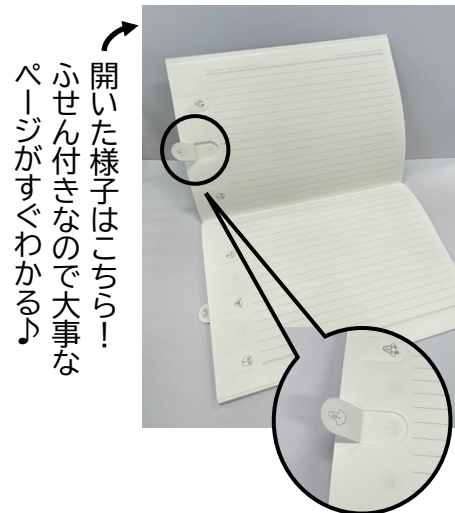 開いた様子はこちら！
ふせん付きなので大事な
ページがすぐわかる♪